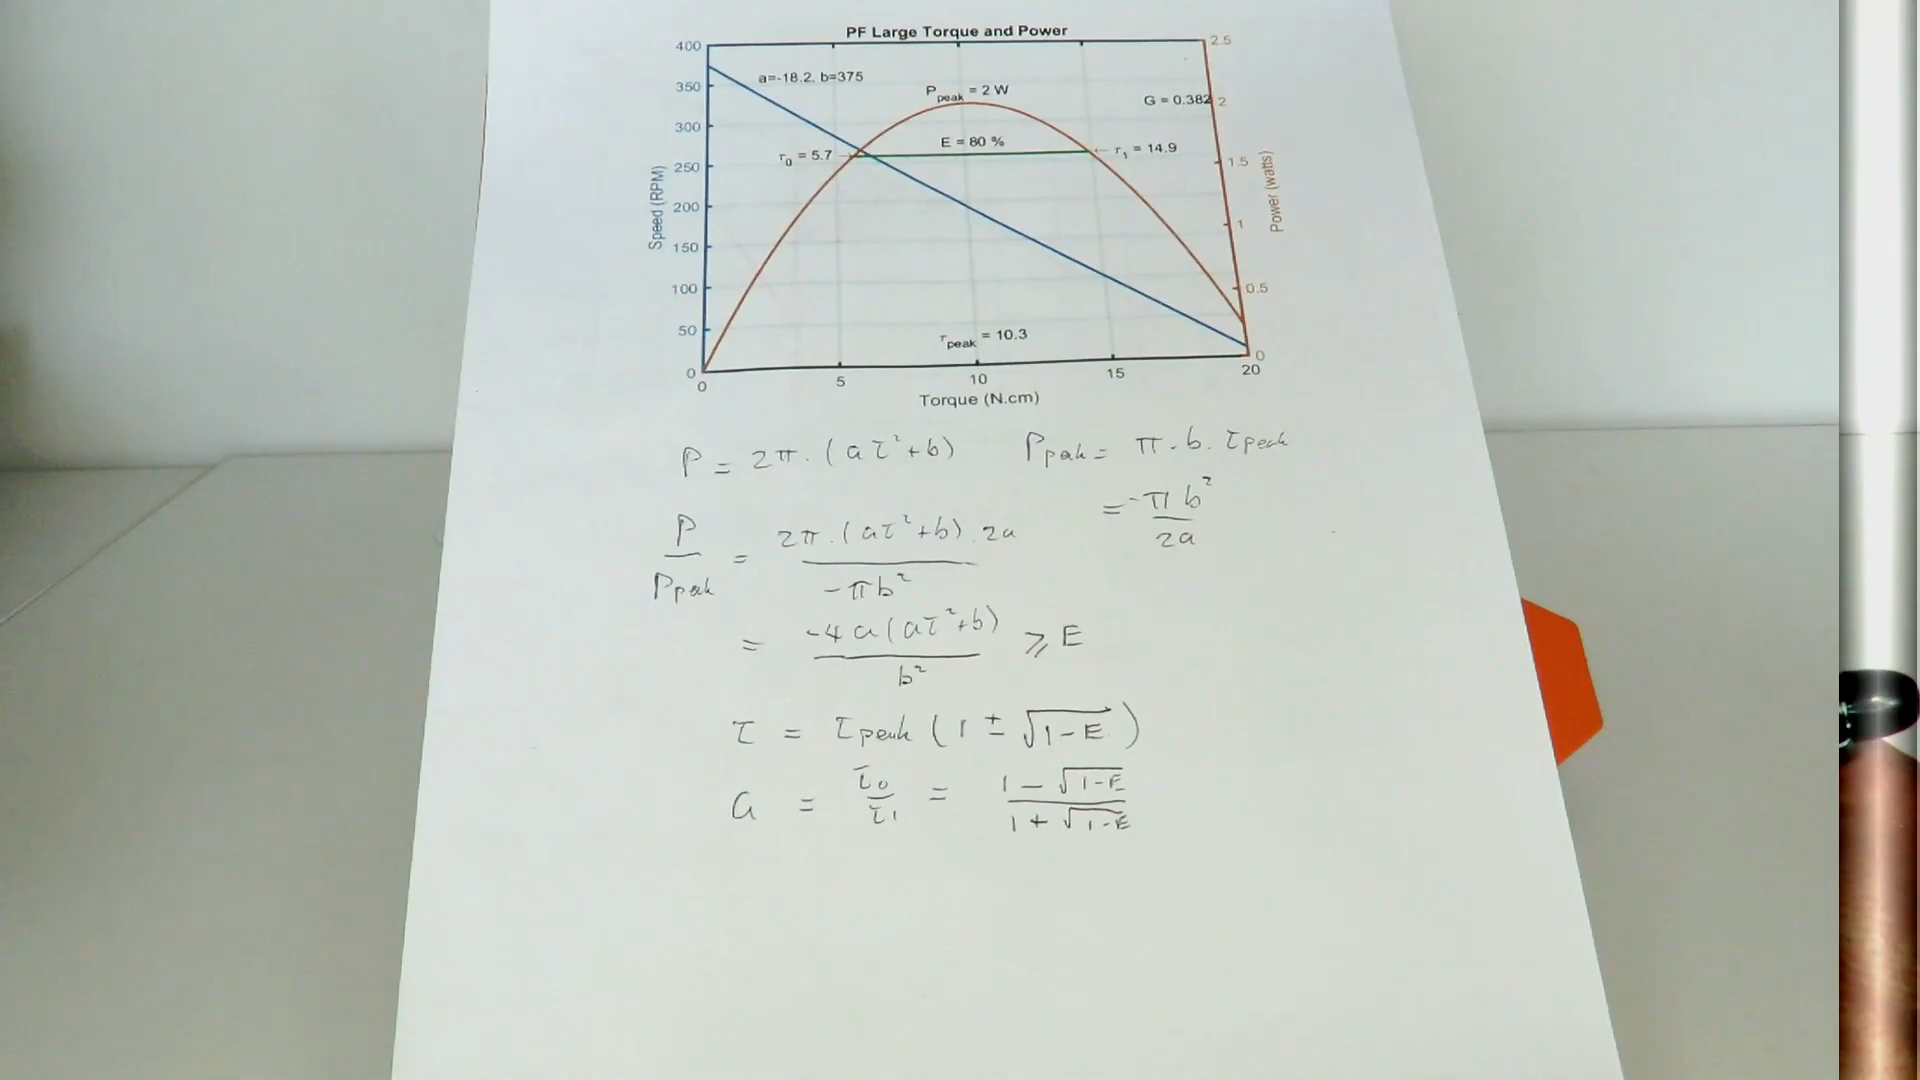 PF Large Torque and Power
400
350
300
250
200
150
100
50
0
Speed (RPM)
a=-18.2, b=375
P_peak = 2 W
G = 0.382
E = 80 %
τ_0 = 5.7
τ_1 = 14.9
τ_peak = 10.3
2.5
2
1.5
1
0.5
0
Power (watts)
0 5 10 15 20
Torque (N.cm)
P = 2π.(aτ²+b) P_peak = π.b.τ_peak
= -πb²/2a
P/P_peak = 2π.(aτ²+b).2a / -πb²
= -4a(aτ²+b)/b² ⩾ E
τ = τ_peak (1 ± √(1-E))
G = τ_0/τ_1 = (1-√(1-E))/(1+√(1-E))